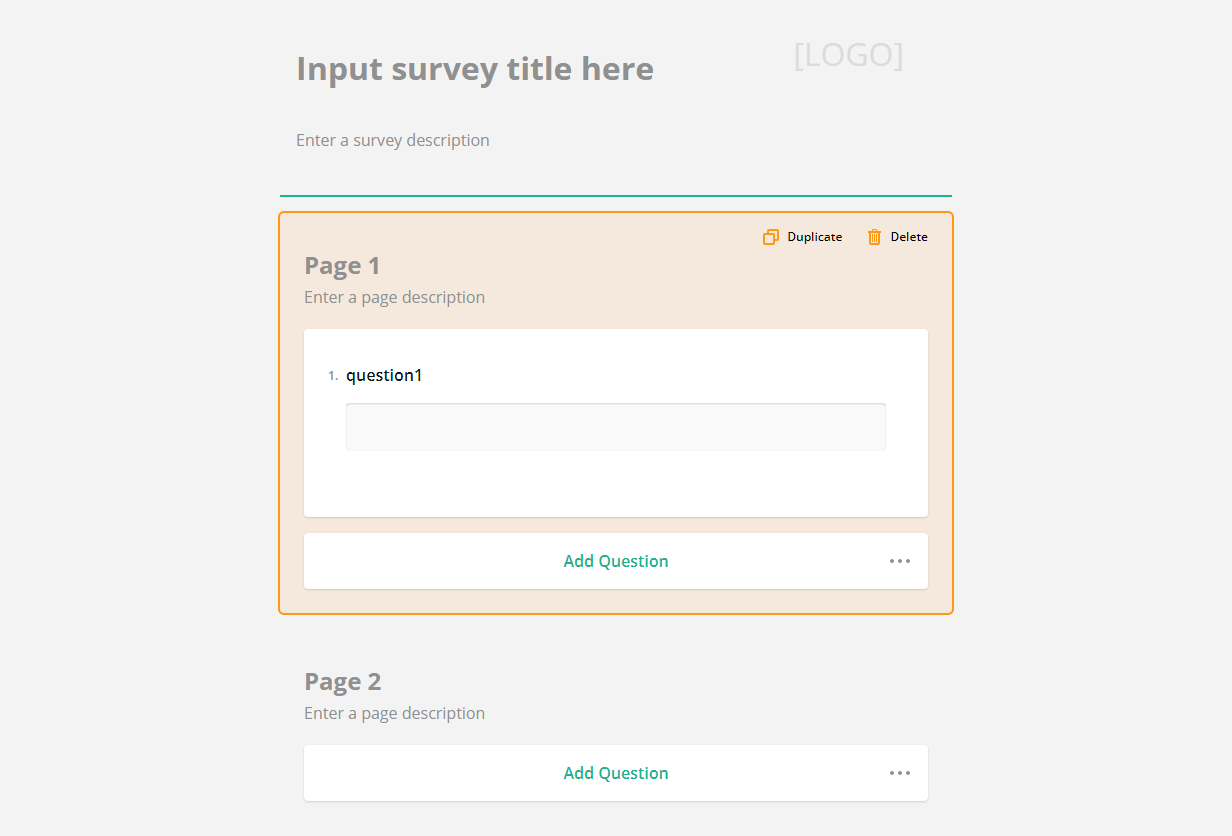 Input survey title here
[LOGO]
Enter a survey description
Duplicate
Delete
Page 1
Enter a page description
1. question1
Add Question
Page 2
Enter a page description
Add Question